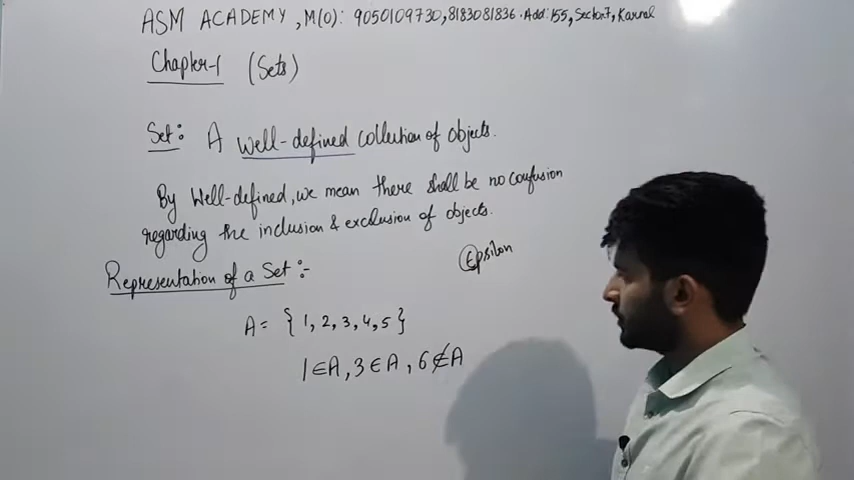 ASM ACADEMY, M(O): 9050109730, 8183081836. Add: 155, Sector 7, Karnal
Chapter-1 (Sets)
Set: A well-defined collection of objects.
By Well-defined, we mean there shall be no confusion
regarding the inclusion & exclusion of objects.
Epsilon
Representation of a Set :-
A = { 1, 2, 3, 4, 5 }
1 ∈ A, 3 ∈ A, 6 ∉ A